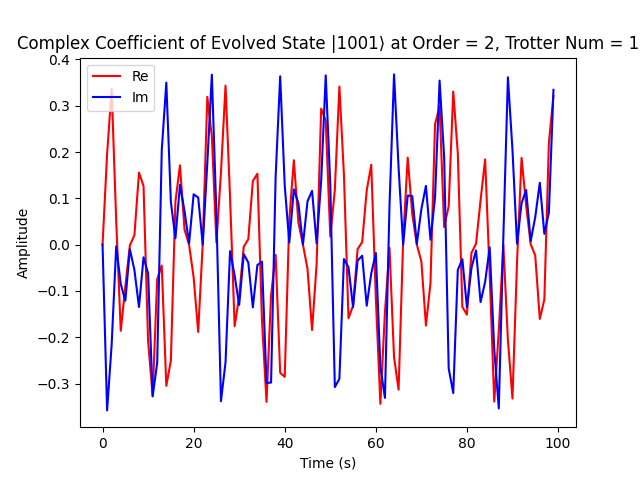 Complex Coefficient of Evolved State |1001⟩ at Order = 2, Trotter Num = 1
Re
Im
Amplitude
0.4
0.3
0.2
0.1
0.0
−0.1
−0.2
−0.3
0 20 40 60 80 100
Time (s)